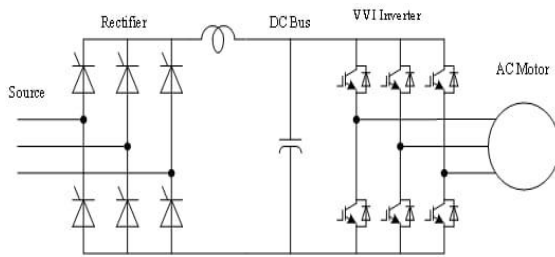 Rectifier
DC Bus
VVI Inverter
AC Motor
Source